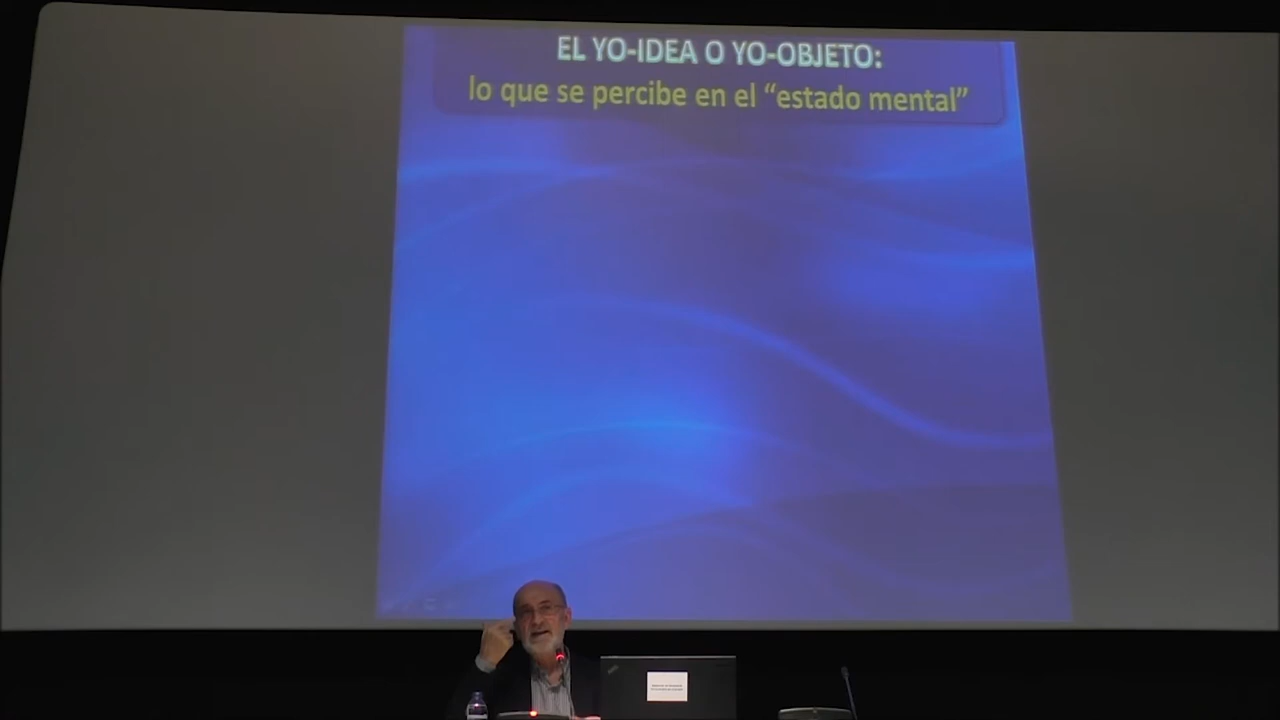 EL YO-IDEA O YO-OBJETO:
lo que se percibe en el “estado mental”